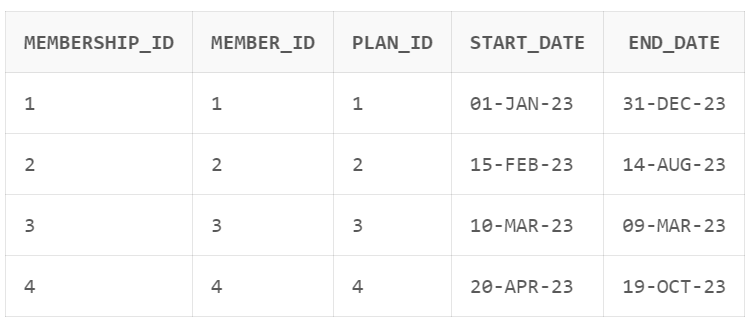 MEMBERSHIP_ID MEMBER_ID PLAN_ID START_DATE END_DATE
1 1 1 01-JAN-23 31-DEC-23
2 2 2 15-FEB-23 14-AUG-23
3 3 3 10-MAR-23 09-MAR-23
4 4 4 20-APR-23 19-OCT-23